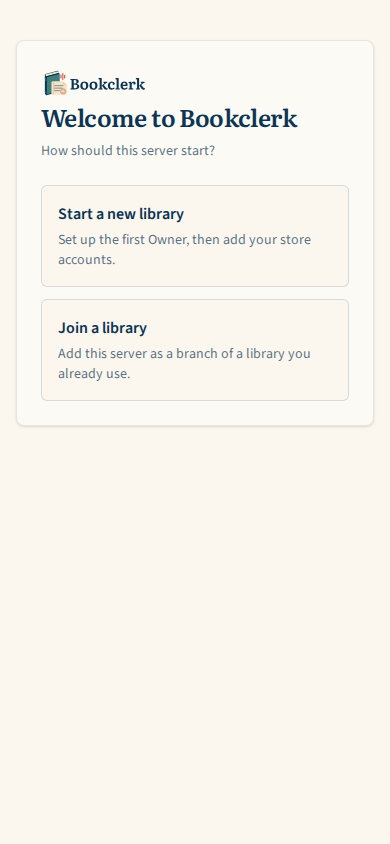 Bookclerk
Welcome to Bookclerk
How should this server start?
Start a new library
Set up the first Owner, then add your store
accounts.
Join a library
Add this server as a branch of a library you
already use.